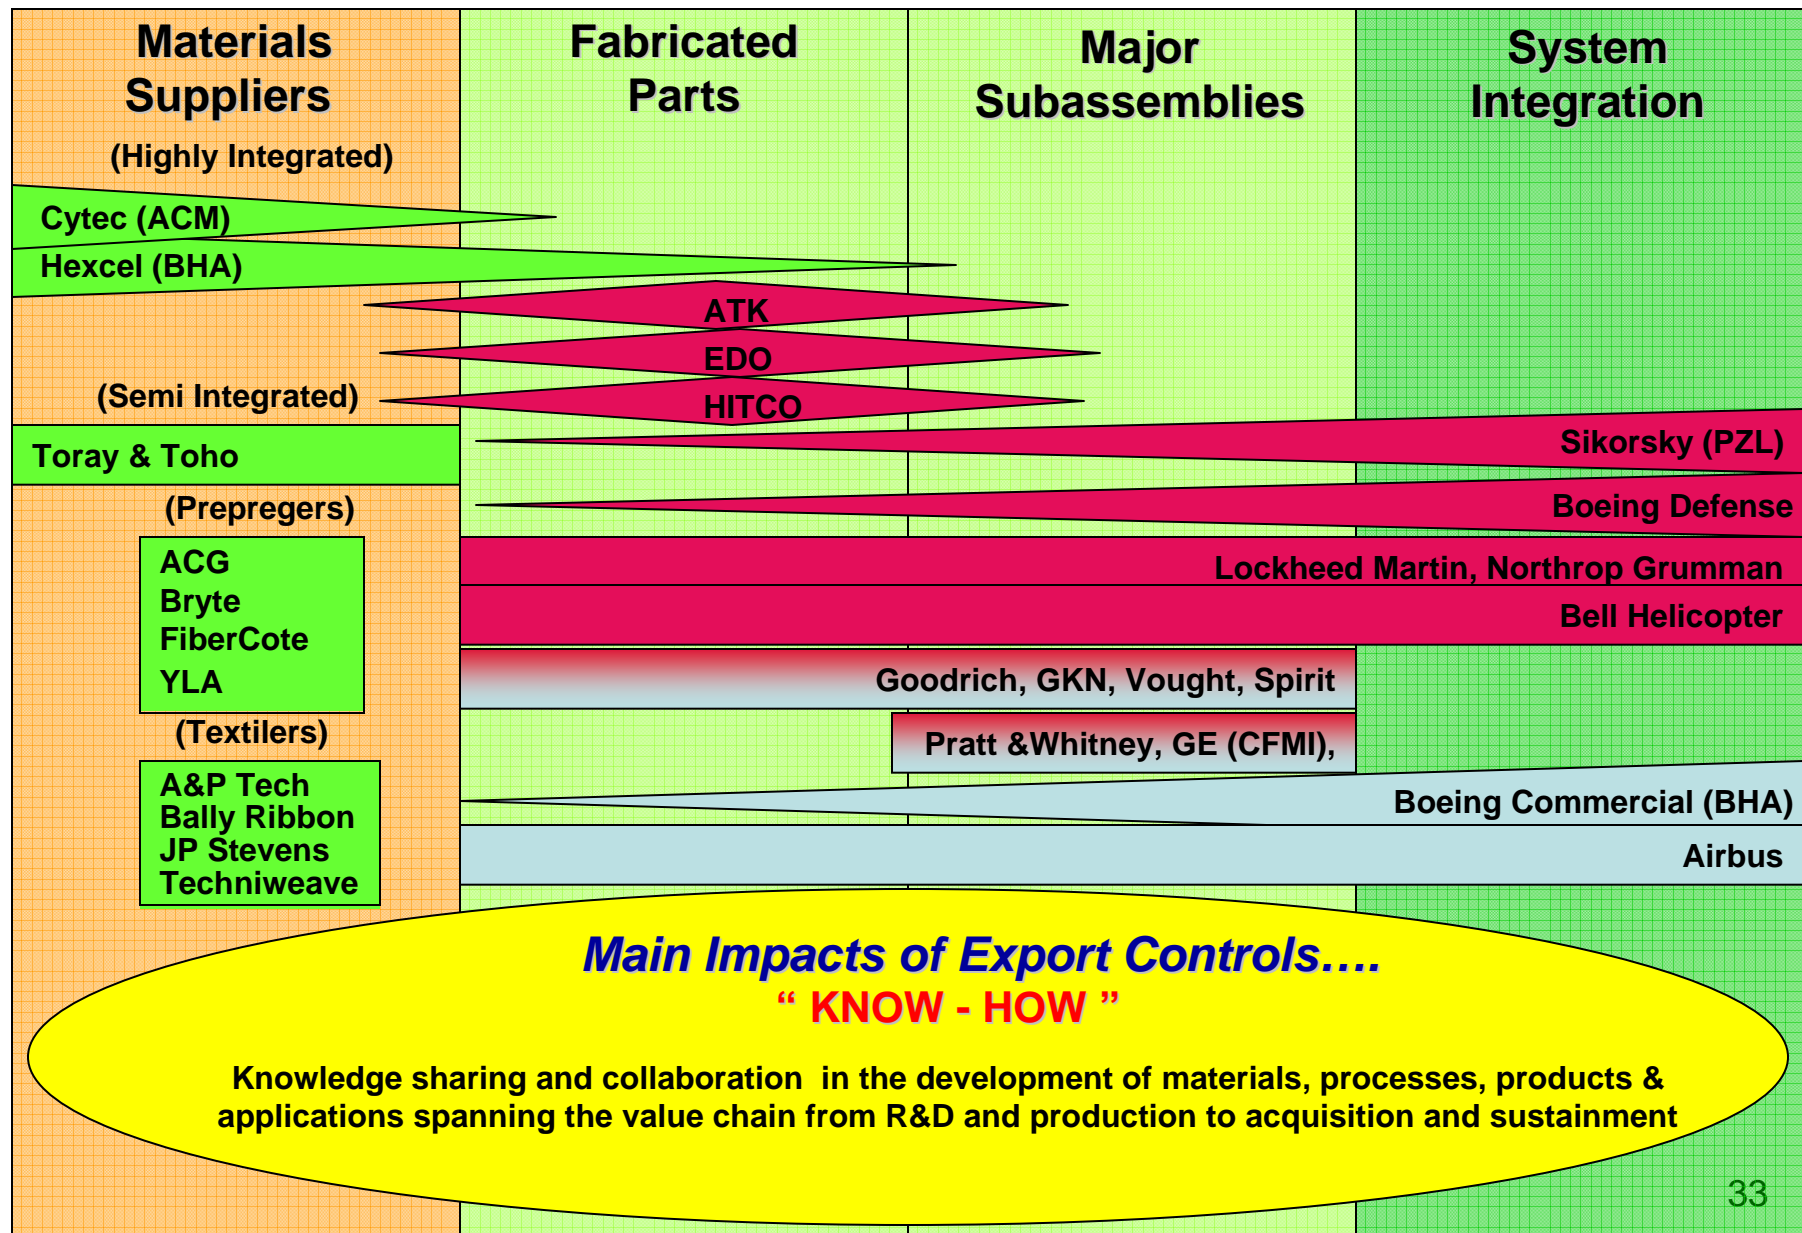 Materials
Suppliers
Fabricated
Parts
Major
Subassemblies
System
Integration
(Highly Integrated)
Cytec (ACM)
Hexcel (BHA)
ATK
EDO
(Semi Integrated)
HITCO
Toray & Toho
Sikorsky (PZL)
(Prepregers)
Boeing Defense
ACG
Bryte
FiberCote
YLA
Lockheed Martin, Northrop Grumman
Bell Helicopter
Goodrich, GKN, Vought, Spirit
(Textilers)
Pratt &Whitney, GE (CFMI),
A&P Tech
Bally Ribbon
JP Stevens
Techniweave
Boeing Commercial (BHA)
Airbus
Main Impacts of Export Controls....
“ KNOW - HOW ”
Knowledge sharing and collaboration  in the development of materials, processes, products &
applications spanning the value chain from R&D and production to acquisition and sustainment
33